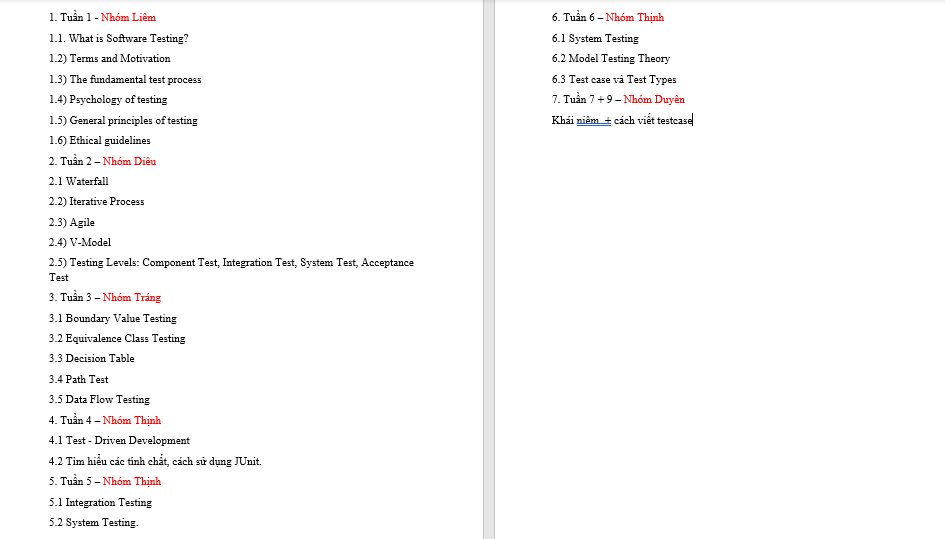 1. Tuần 1 - Nhóm Liêm
1.1. What is Software Testing?
1.2) Terms and Motivation
1.3) The fundamental test process
1.4) Psychology of testing
1.5) General principles of testing
1.6) Ethical guidelines
2. Tuần 2 – Nhóm Diêu
2.1 Waterfall
2.2) Iterative Process
2.3) Agile
2.4) V-Model
2.5) Testing Levels: Component Test, Integration Test, System Test, Acceptance
Test
3. Tuần 3 – Nhóm Tráng
3.1 Boundary Value Testing
3.2 Equivalence Class Testing
3.3 Decision Table
3.4 Path Test
3.5 Data Flow Testing
4. Tuần 4 – Nhóm Thịnh
4.1 Test - Driven Development
4.2 Tìm hiểu các tính chất, cách sử dụng JUnit.
5. Tuần 5 – Nhóm Thịnh
5.1 Integration Testing
5.2 System Testing.
6. Tuần 6 – Nhóm Thịnh
6.1 System Testing
6.2 Model Testing Theory
6.3 Test case và Test Types
7. Tuần 7 + 9 – Nhóm Duyên
Khái niệm + cách viết testcase